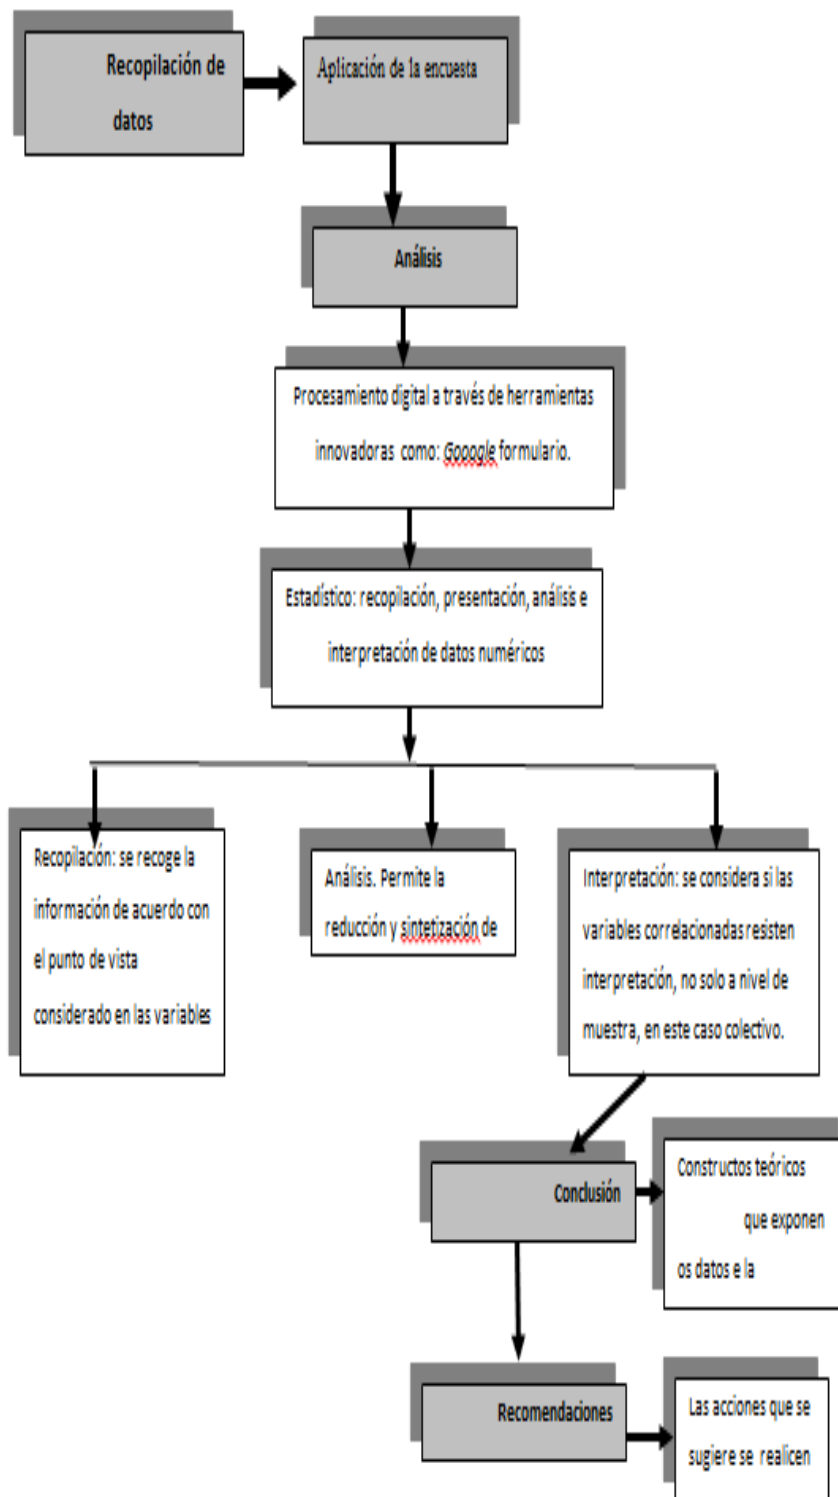 Recopilación de
datos
Aplicación de la encuesta
Análisis
Procesamiento digital a través de herramientas
innovadoras como: Gooogle formulario.
Estadístico: recopilación, presentación, análisis e
interpretación de datos numéricos
Recopilación: se recoge la
información de acuerdo con
el punto de vista
considerado en las variables
Análisis. Permite la
reducción y sintetización de
Interpretación: se considera si las
variables correlacionadas resisten
interpretación, no solo a nivel de
muestra, en este caso colectivo.
Conclusión
Constructos teóricos
que exponen
os datos e la
Recomendaciones
Las acciones que se
sugiere se realicen